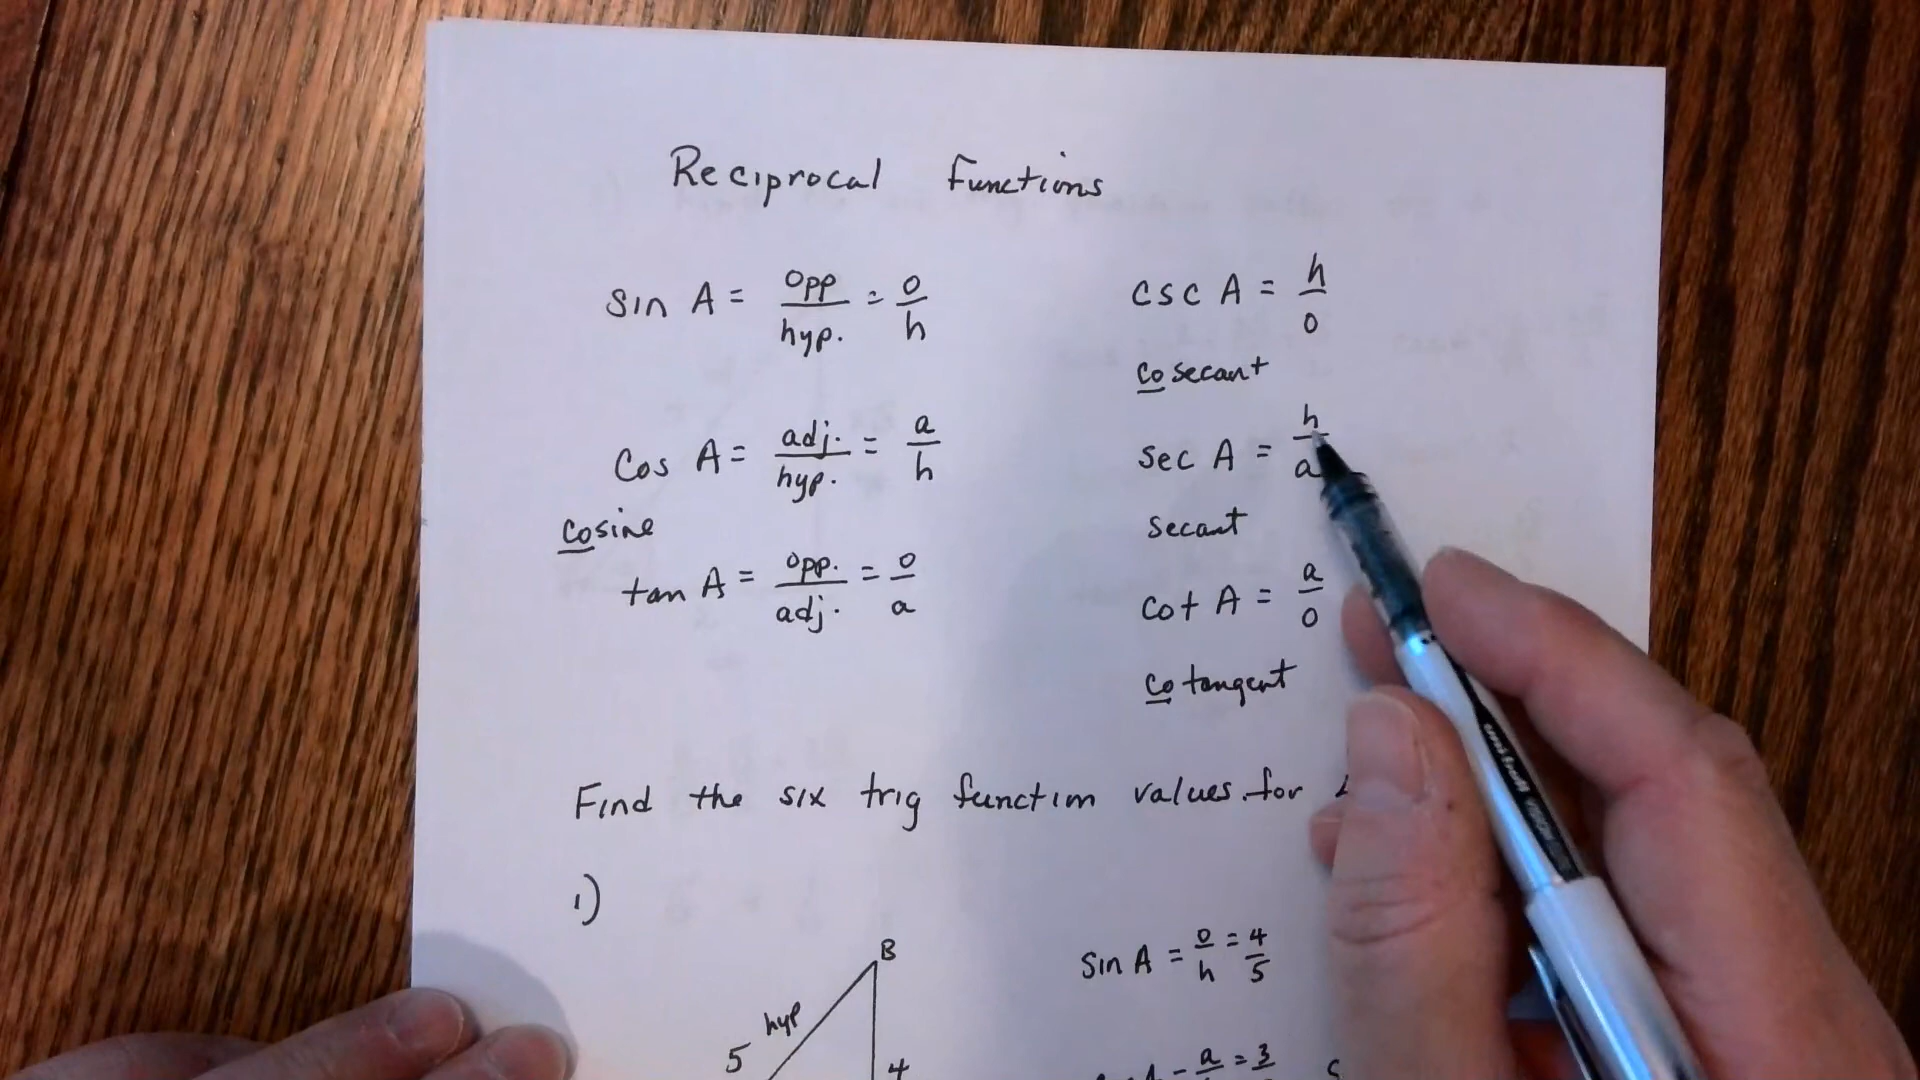 Reciprocal Functions
sin A = opp/hyp. = o/h
csc A = h/o
cosecant
cos A = adj./hyp. = a/h
sec A = h/a
cosine
secant
tan A = opp./adj. = o/a
cot A = a/o
cotangent
Find the six trig function values for
1)
B
sin A = o/h = 4/5
hyp
5
4
= a/ = 3/